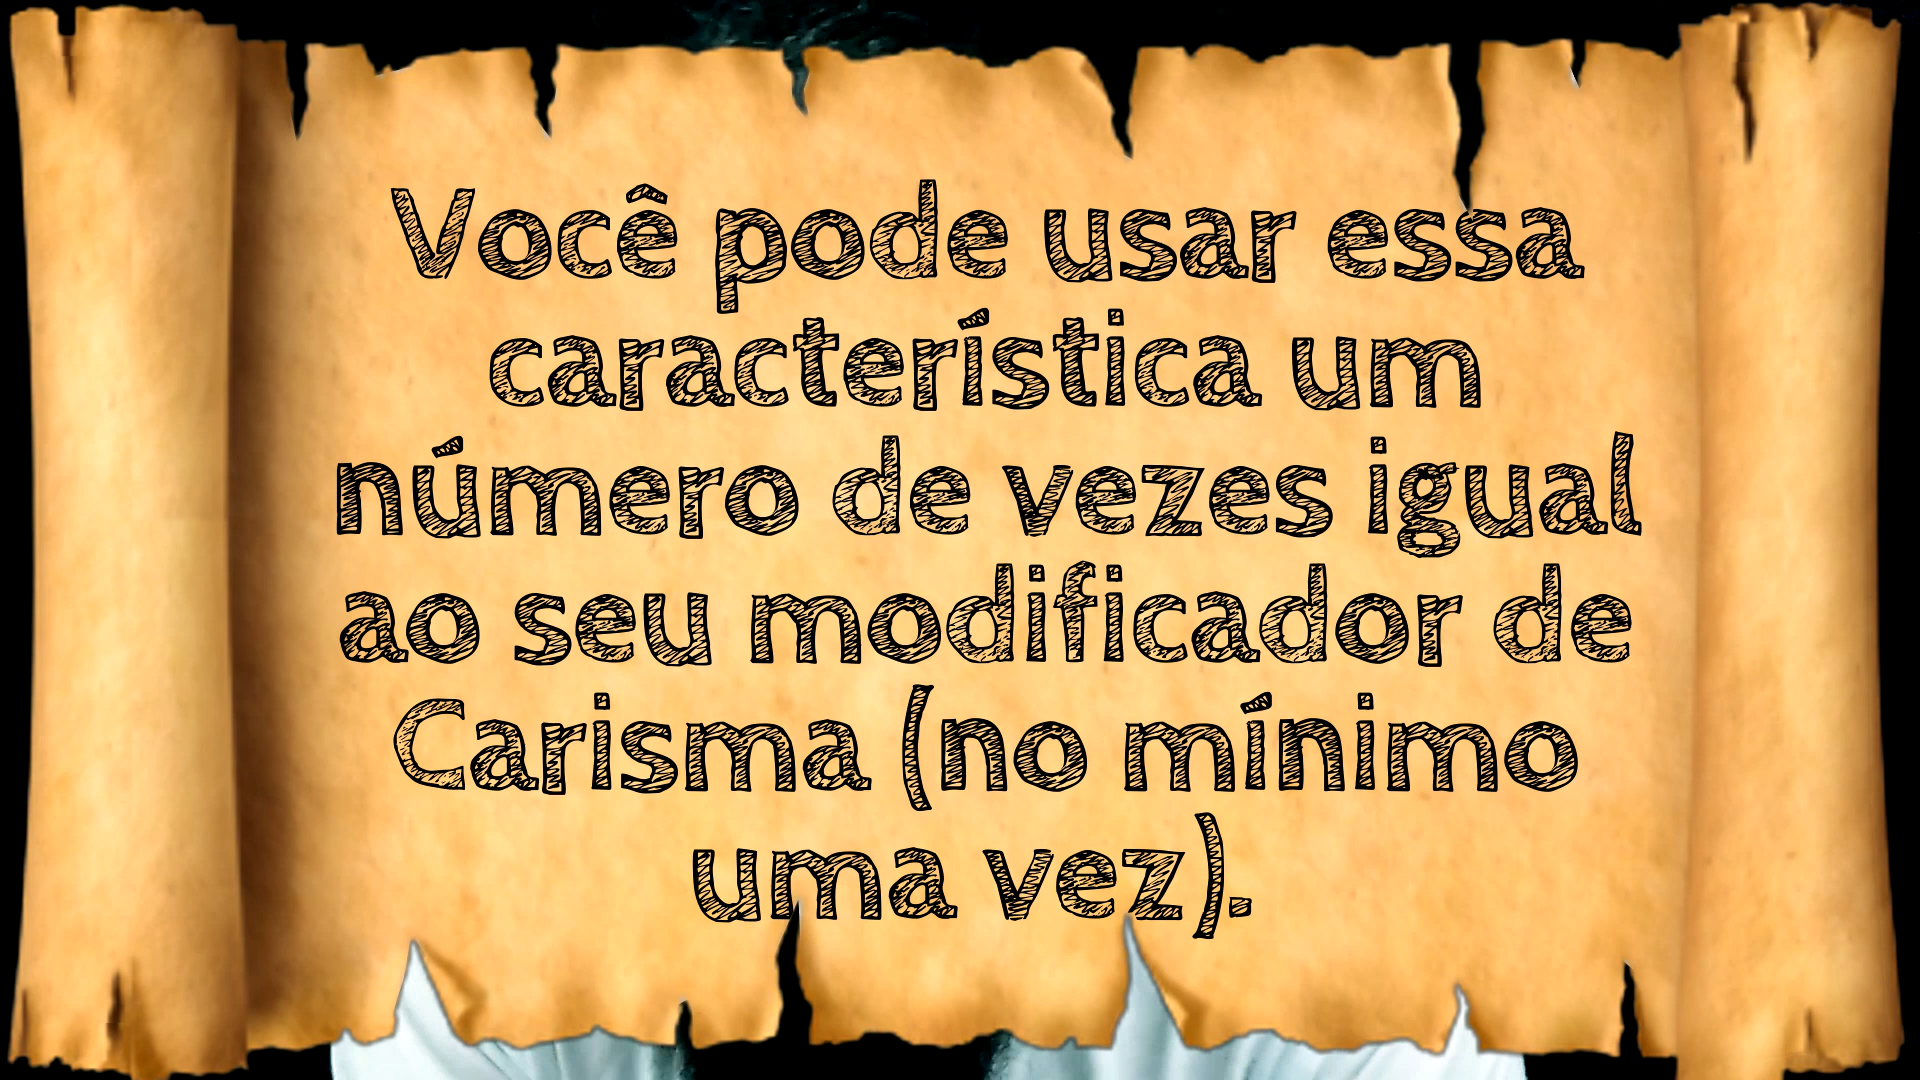 Você pode usar essa
característica um
número de vezes igual
ao seu modificador de
Carisma (no mínimo
uma vez).